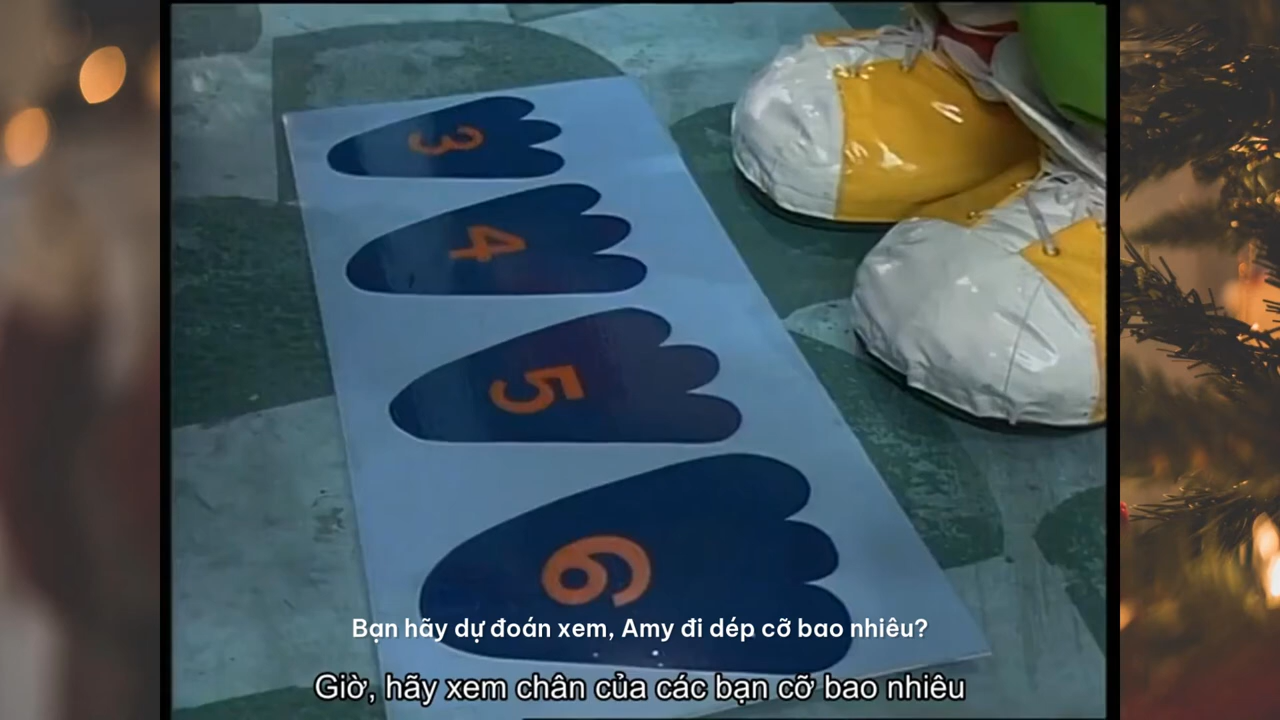 3
4
5
6
Bạn hãy dự đoán xem, Amy đi dép cỡ bao nhiêu?
Giờ, hãy xem chân của các bạn cỡ bao nhiêu